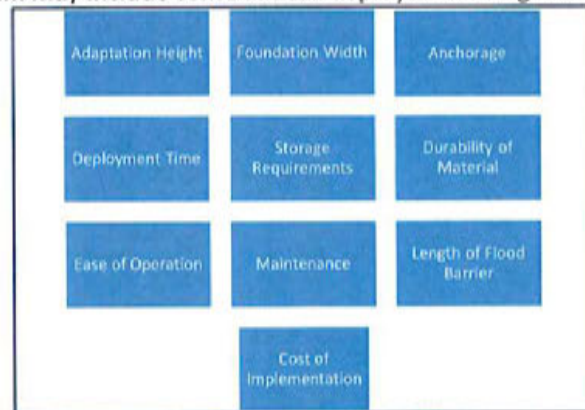 Adaptation Height
Foundation Width
Anchorage
Deployment Time
Storage
Requirements
Durability of
Material
Ease of Operation
Maintenance
Length of Flood
Barrier
Cost of
Implementation